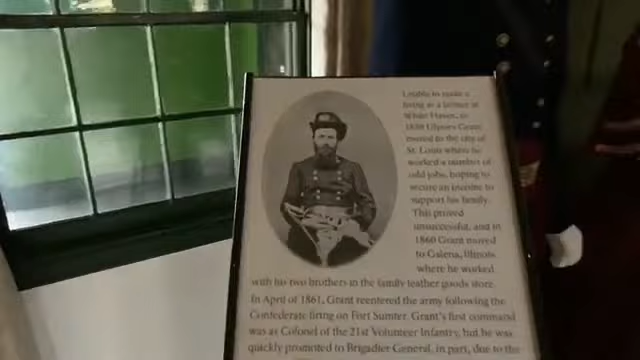 Unable to make a
living as a farmer at
White Haven, in
1858 Ulysses Grant
moved to the city of
St. Louis where he
worked a number of
odd jobs, hoping to
secure an income to
support his family.
This proved
unsuccessful, and in
1860 Grant moved
to Galena, Illinois
where he worked
with his two brothers in the family leather goods store.
In April of 1861, Grant reentered the army following the
Confederate firing on Fort Sumter. Grant's first command
was as Colonel of the 21st Volunteer Infantry, but he was
quickly promoted to Brigadier General, in part, due to the